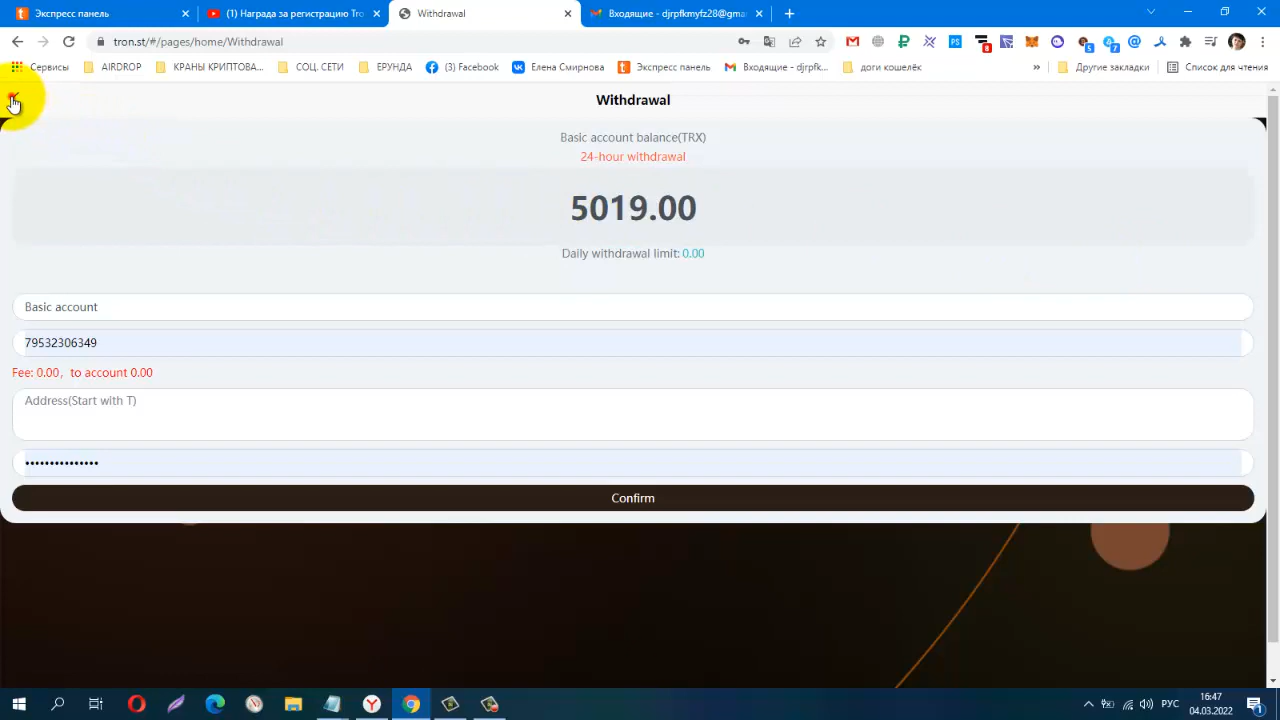 Экспресс панель
(1) Награда за регистрацию Tro
Withdrawal
Входящие - djrpfkmyfz28@gma
tron.st/#/pages/home/Withdrawal
Сервисы
AIRDROP
КРАНЫ КРИПТОВА...
СОЦ. СЕТИ
ЕРУНДА
(3) Facebook
Елена Смирнова
Экспресс панель
Входящие - djrpfk...
доги кошелёк
»
Другие закладки
Список для чтения
Withdrawal
Basic account balance(TRX)
24-hour withdrawal
5019.00
Daily withdrawal limit: 0.00
Basic account
79532306349
Fee: 0.00, to account 0.00
Address(Start with T)
•••••••••••••••
Confirm
РУС
16:47
04.03.2022